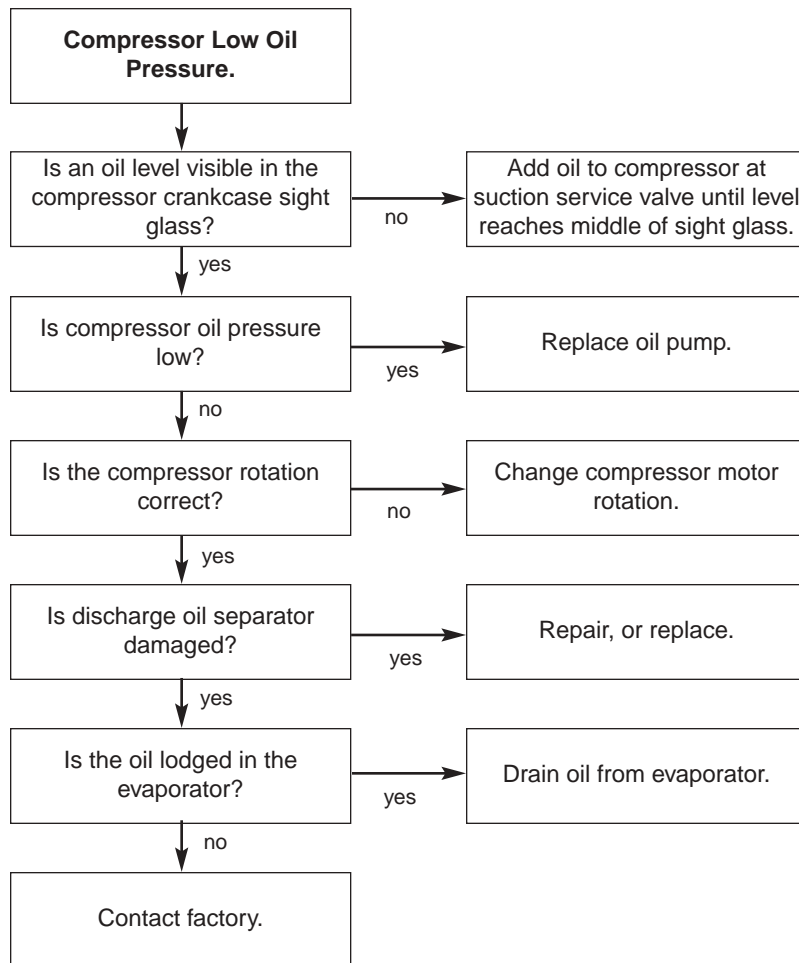 Compressor Low Oil
Pressure.
Is an oil level visible in the
compressor crankcase sight
glass?
no
Add oil to compressor at
suction service valve until level
reaches middle of sight glass.
yes
Is compressor oil pressure
low?
yes
Replace oil pump.
no
Is the compressor rotation
correct?
no
Change compressor motor
rotation.
yes
Is discharge oil separator
damaged?
yes
Repair, or replace.
yes
Is the oil lodged in the
evaporator?
yes
Drain oil from evaporator.
no
Contact factory.